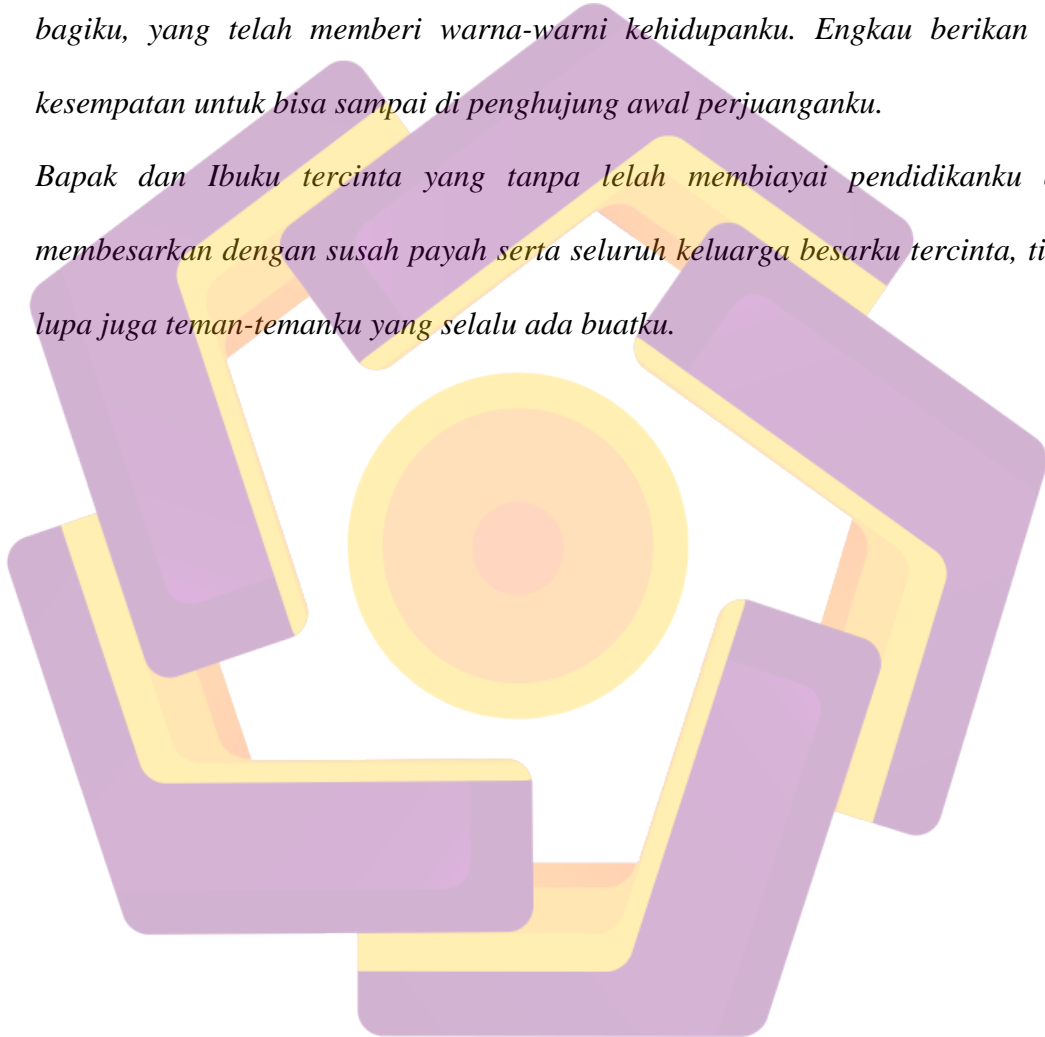 bagiku, yang telah memberi warna-warni kehidupanku. Engkau berikan
kesempatan untuk bisa sampai di penghujung awal perjuanganku.
Bapak dan Ibuku tercinta yang tanpa lelah membiayai pendidikanku
membesarkan dengan susah payah serta seluruh keluarga besarku tercinta,
lupa juga teman-temanku yang selalu ada buatku.